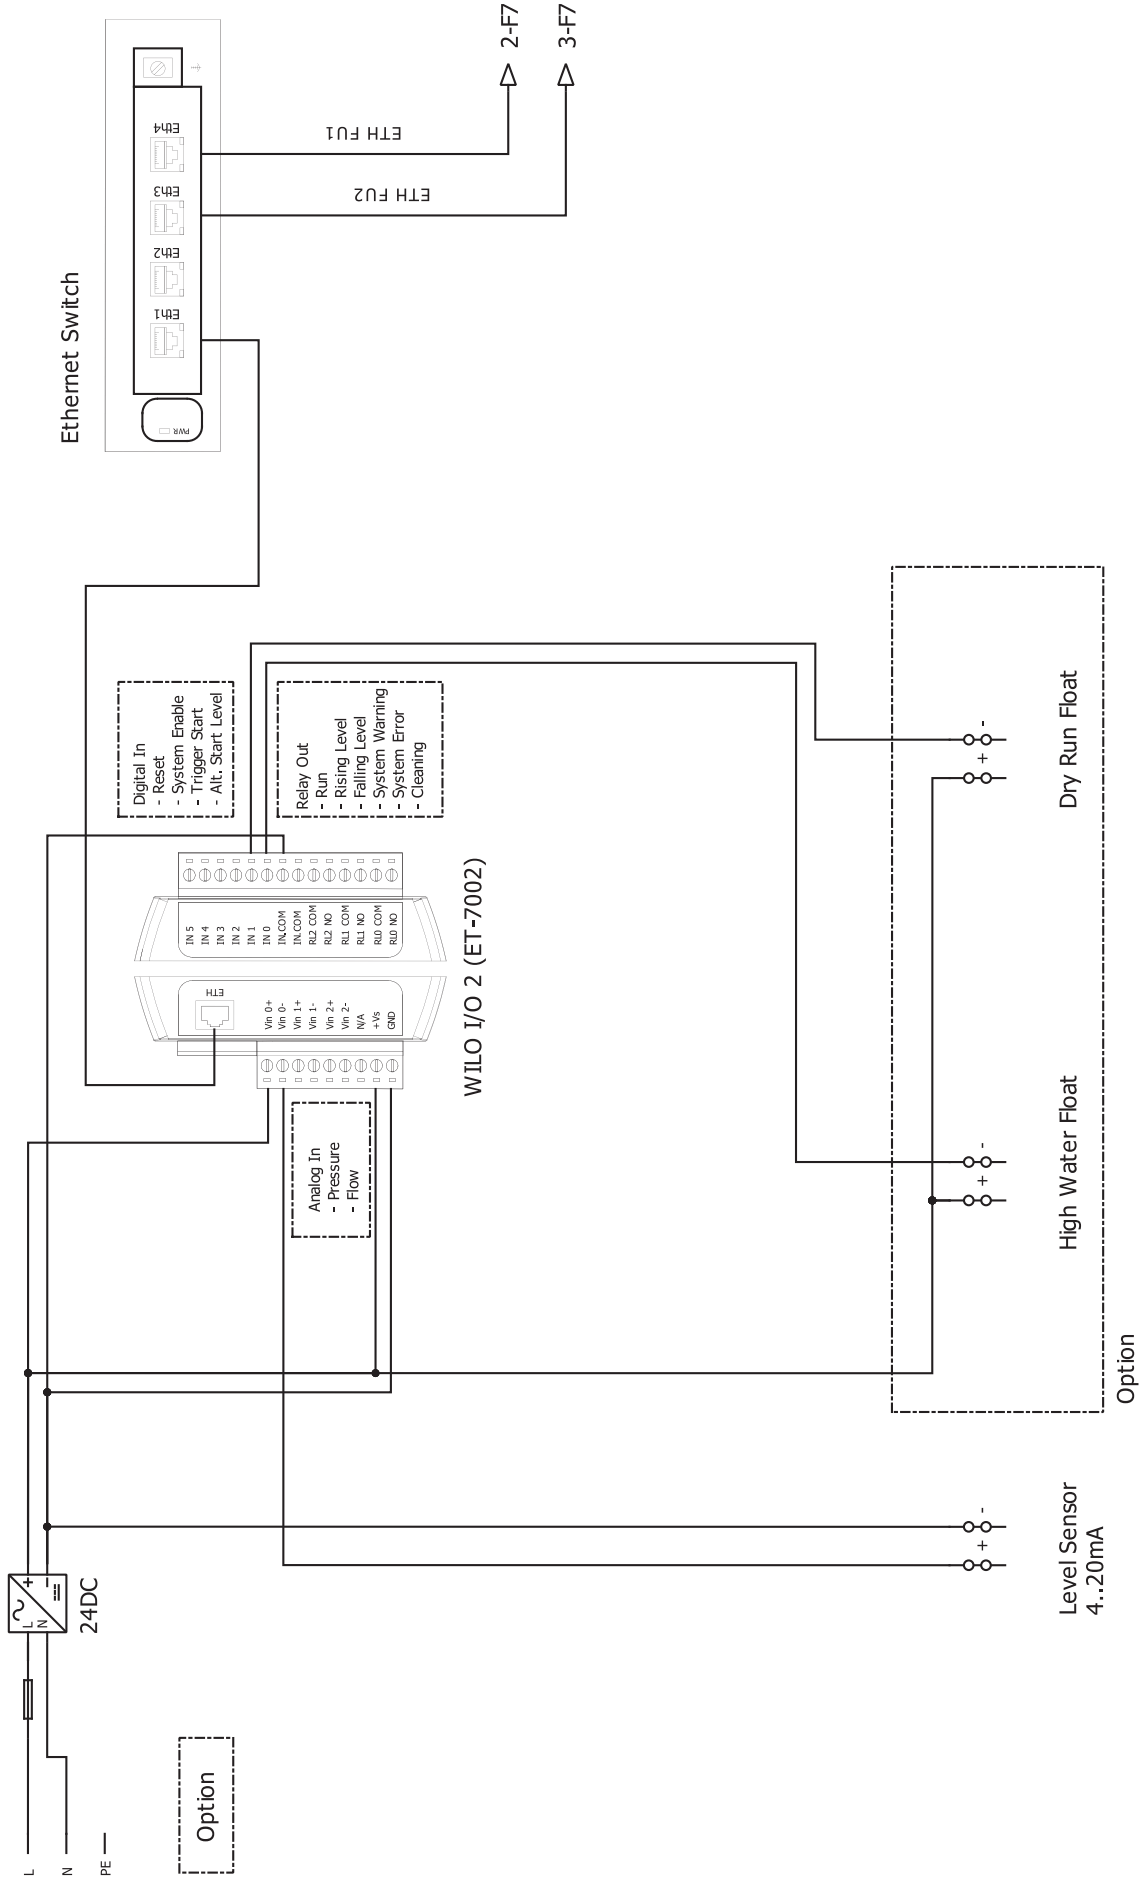 L
N
PE
Option
L
N
+
-
24DC
Level Sensor
4..20mA
+
-
Option
High Water Float
+
-
Dry Run Float
+
-
Analog In
- Pressure
- Flow
WILO I/O 2 (ET-7002)
ETH
Vin 0+
Vin 0-
Vin 1+
Vin 1-
Vin 2+
Vin 2-
N/A
+Vs
GND
IN 5
IN 4
IN 3
IN 2
IN 1
IN 0
IN.COM
IN.COM
RL2 COM
RL2 NO
RL1 COM
RL1 NO
RL0 COM
RL0 NO
Digital In
- Reset
- System Enable
- Trigger Start
- Alt. Start Level
Relay Out
- Run
- Rising Level
- Falling Level
- System Warning
- System Error
- Cleaning
Ethernet Switch
PWR
Eth1
Eth2
Eth3
Eth4
ETH FU1
ETH FU2
2-F7
3-F7